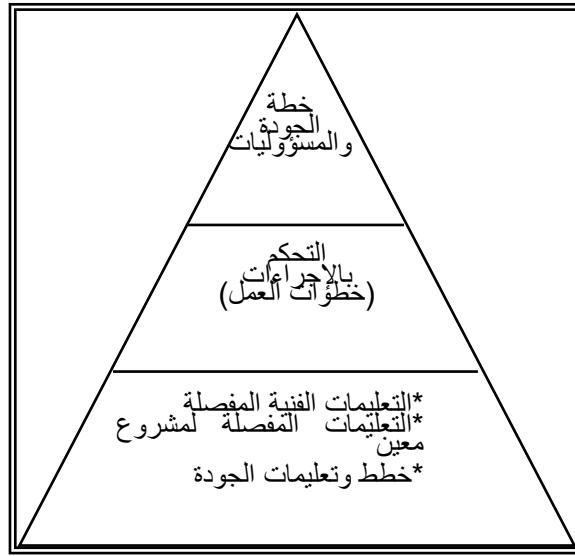 خطة
الجودة
والمسؤوليات
التحكم
بالإجراءات
(خطوات العمل)
*التعليمات الفنية المفصلة
*التعليمات المفصلة لمشروع
معين
*خطط وتعليمات الجودة